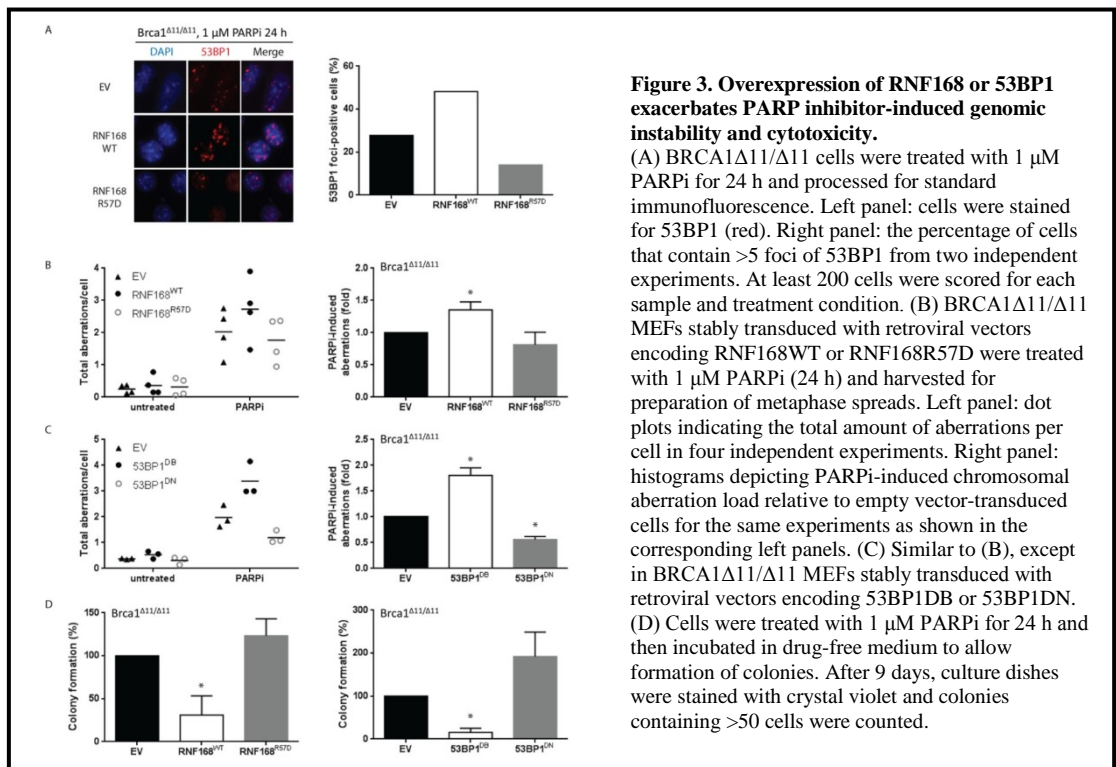 A
Brca1Δ11/Δ11, 1 µM PARPi 24 h
DAPI 53BP1 Merge
EV
RNF168
WT
RNF168
R57D
53BP1 foci-positive cells (%)
60
40
20
0
EV RNF168WT RNF168R57D
B
Total aberrations/cell
4
3
2
1
0
EV
RNF168WT
RNF168R57D
untreated PARPi
Brca1Δ11/Δ11
PARPi-induced
aberrations (fold)
2.0
1.5
1.0
0.5
0.0
*
EV RNF168WT RNF168R57D
C
Total aberrations/cell
5
4
3
2
1
0
EV
53BP1DB
53BP1DN
untreated PARPi
Brca1Δ11/Δ11
PARPi-induced
aberrations (fold)
2.0
1.5
1.0
0.5
0.0
*
*
EV 53BP1DB 53BP1DN
D
Brca1Δ11/Δ11
Colony formation (%)
150
100
50
0
*
EV RNF168WT RNF168R57D
Brca1Δ11/Δ11
Colony formation (%)
300
200
100
0
*
EV 53BP1DB 53BP1DN
Figure 3. Overexpression of RNF168 or 53BP1
exacerbates PARP inhibitor-induced genomic
instability and cytotoxicity.
(A) BRCA1Δ11/Δ11 cells were treated with 1 µM
PARPi for 24 h and processed for standard
immunofluorescence. Left panel: cells were stained
for 53BP1 (red). Right panel: the percentage of cells
that contain >5 foci of 53BP1 from two independent
experiments. At least 200 cells were scored for each
sample and treatment condition. (B) BRCA1Δ11/Δ11
MEFs stably transduced with retroviral vectors
encoding RNF168WT or RNF168R57D were treated
with 1 µM PARPi (24 h) and harvested for
preparation of metaphase spreads. Left panel: dot
plots indicating the total amount of aberrations per
cell in four independent experiments. Right panel:
histograms depicting PARPi-induced chromosomal
aberration load relative to empty vector-transduced
cells for the same experiments as shown in the
corresponding left panels. (C) Similar to (B), except
in BRCA1Δ11/Δ11 MEFs stably transduced with
retroviral vectors encoding 53BP1DB or 53BP1DN.
(D) Cells were treated with 1 µM PARPi for 24 h and
then incubated in drug-free medium to allow
formation of colonies. After 9 days, culture dishes
were stained with crystal violet and colonies
containing >50 cells were counted.